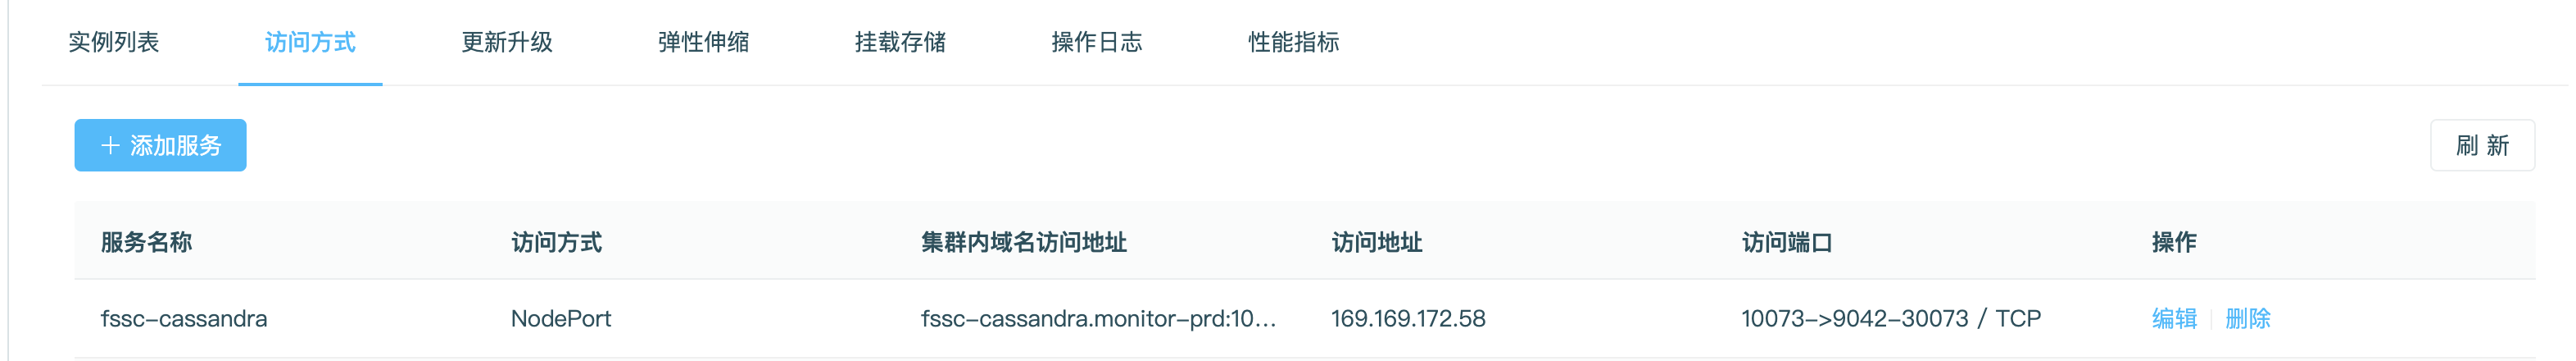 实例列表 访问方式 更新升级 弹性伸缩 挂载存储 操作日志 性能指标
+ 添加服务 刷 新
服务名称 访问方式 集群内域名访问地址 访问地址 访问端口 操作
fssc-cassandra NodePort fssc-cassandra.monitor-prd:10... 169.169.172.58 10073->9042-30073 / TCP 编辑 | 删除